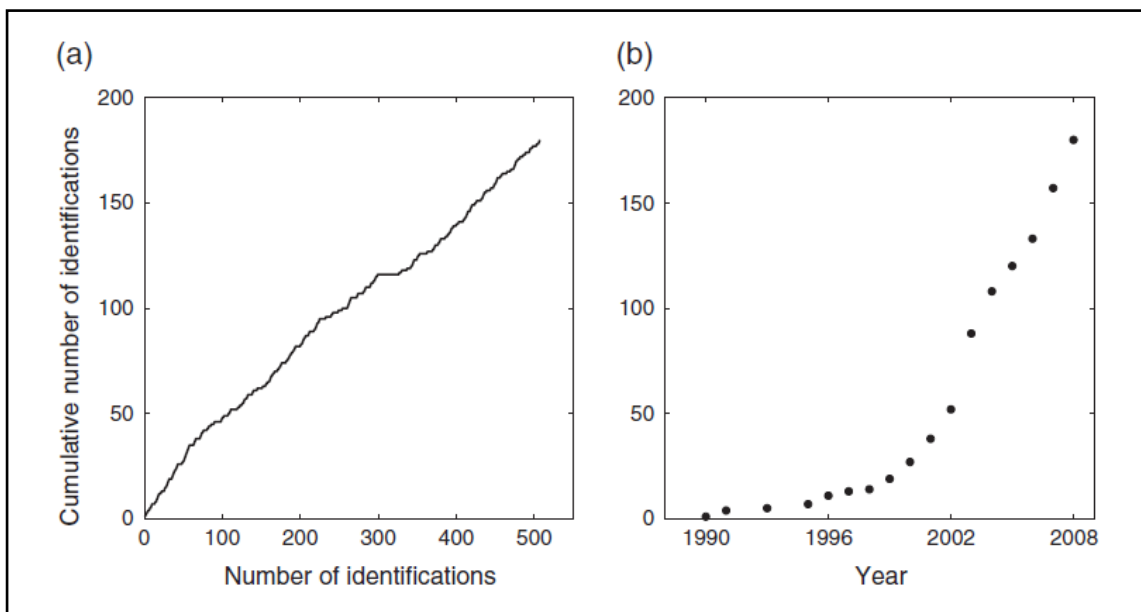 (a)
200
150
100
50
0
0 100 200 300 400 500
Number of identifications
Cumulative number of identifications
(b)
200
150
100
50
0
1990 1996 2002 2008
Year